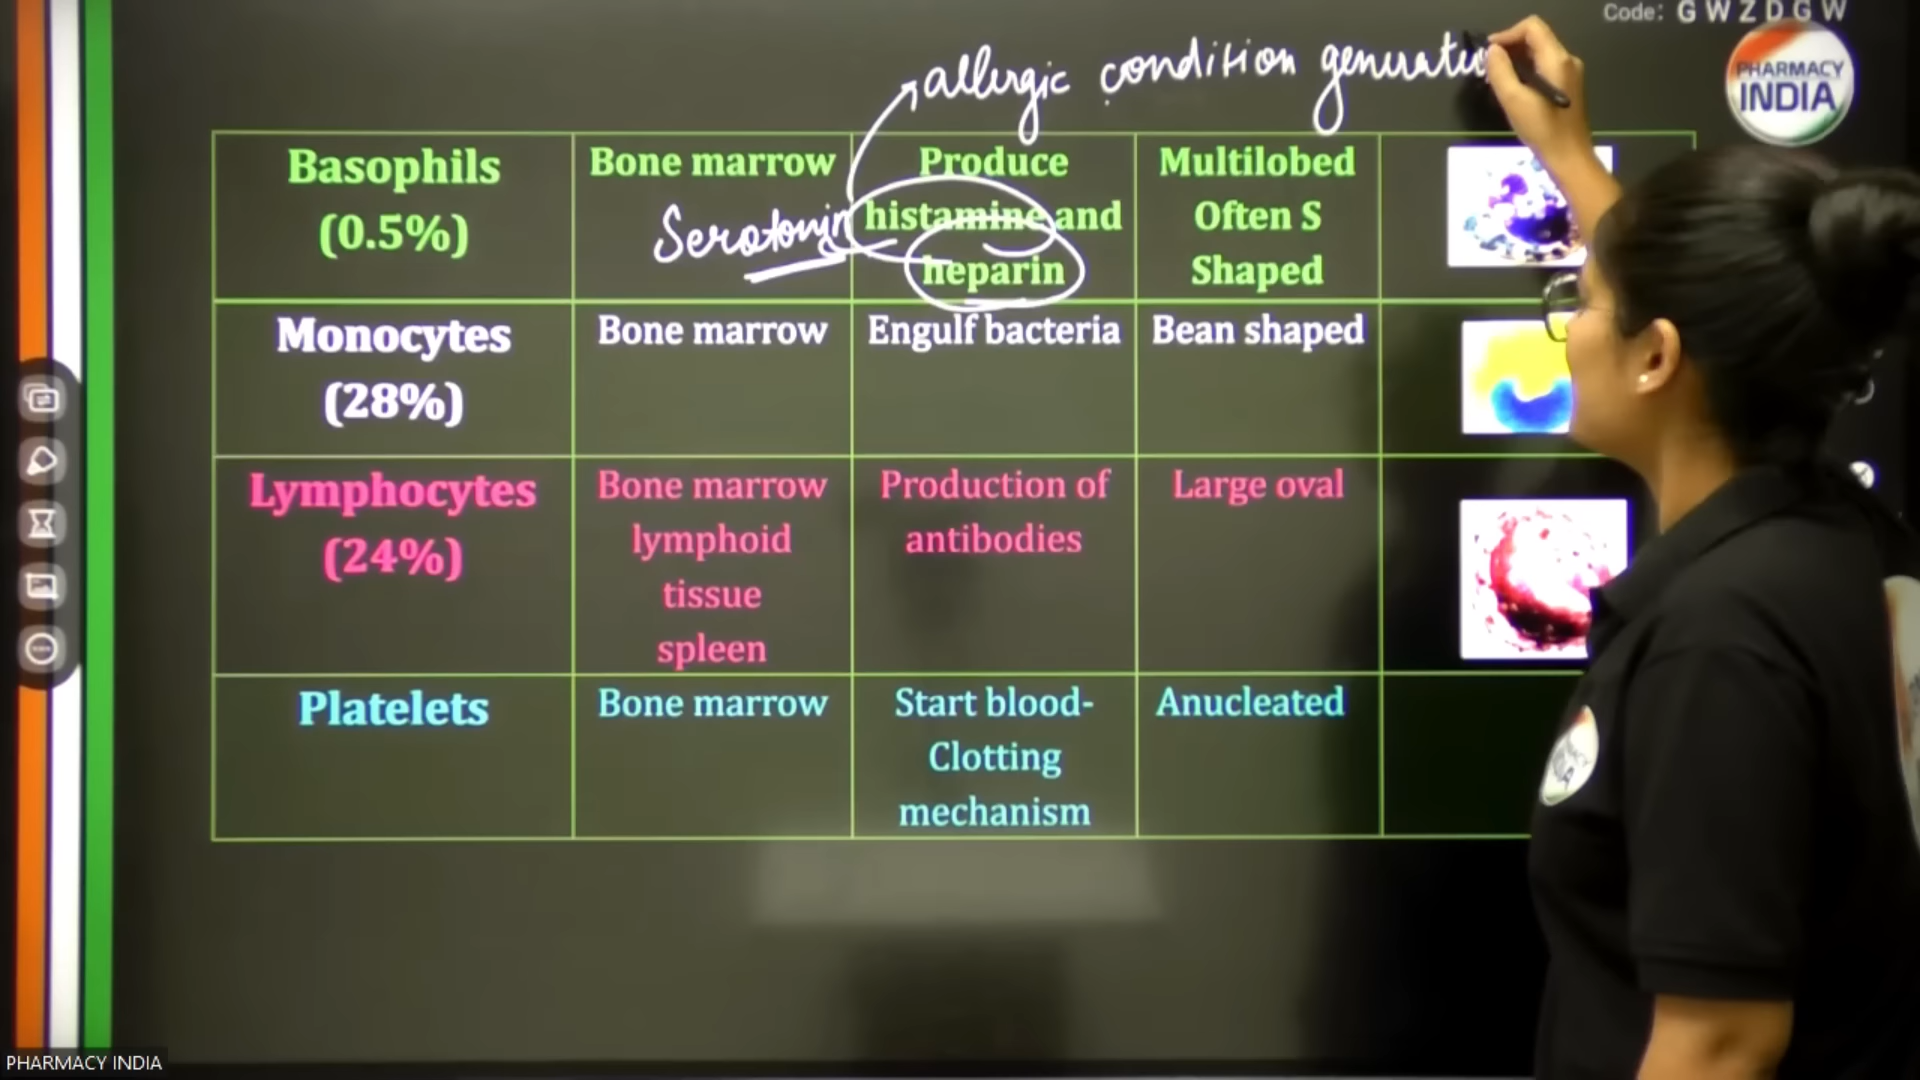 Code: G W Z D G W
PHARMACY
INDIA
allergic condition generate
Basophils
(0.5%)
Bone marrow
Serotonin
Produce
histamine and
heparin
Multilobed
Often S
Shaped
Monocytes
(28%)
Bone marrow
Engulf bacteria
Bean shaped
Lymphocytes
(24%)
Bone marrow
lymphoid
tissue
spleen
Production of
antibodies
Large oval
Platelets
Bone marrow
Start blood-
Clotting
mechanism
Anucleated
PHARMACY INDIA